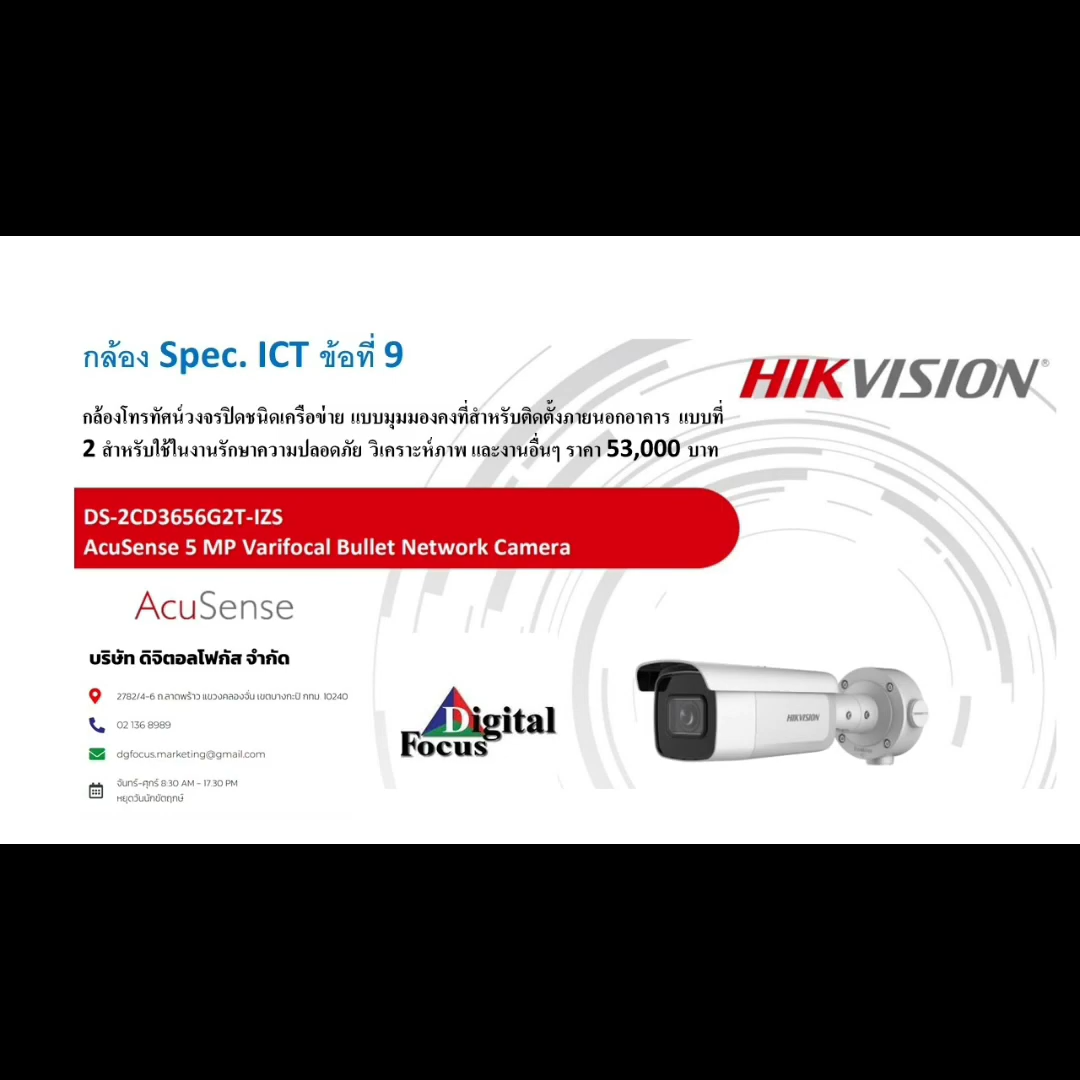 กล้อง Spec. ICT ข้อที่ 9
HIKVISION®
กล้องโทรทัศน์วงจรปิดชนิดเครือข่าย แบบมุมมองคงที่สำหรับติดตั้งภายนอกอาคาร แบบที่
2 สำหรับใช้ในงานรักษาความปลอดภัย วิเคราะห์ภาพ และงานอื่นๆ ราคา 53,000 บาท
DS-2CD3656G2T-IZS
AcuSense 5 MP Varifocal Bullet Network Camera
AcuSense
บริษัท ดิจิตอลโฟกัส จำกัด
2782/4-6 ถ.ลาดพร้าว แขวงคลองจั่น เขตบางกะปิ กทม. 10240
02 136 8989
dgfocus.marketing@gmail.com
จันทร์-ศุกร์ 8:30 AM - 17.30 PM
หยุดวันนักขัตฤกษ์
Digital
Focus
HIKVISION